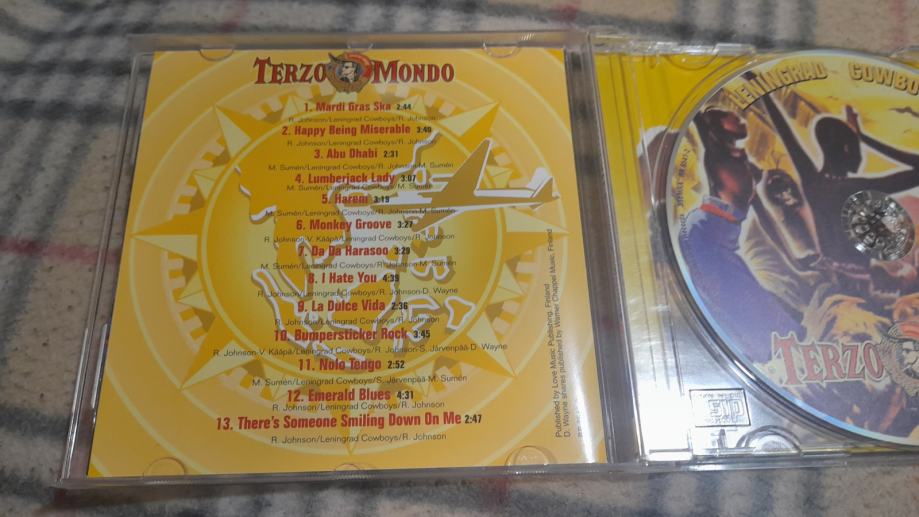 TERZO MONDO
1. Mardi Gras Ska 2:44
R. Johnson/Leningrad Cowboys/R. Johnson
2. Happy Being Miserable 3:40
R. Johnson/Leningrad Cowboys/R. Johnson
3. Abu Dhabi 2:31
M. Sumén/Leningrad Cowboys/R. Johnson-M. Sumén
4. Lumberjack Lady 3:07
M. Sumén/Leningrad Cowboys/M. Sumén
5. Harem 3:19
M. Sumén/Leningrad Cowboys/R. Johnson-M. Sumén
6. Monkey Groove 3:27
R. Johnson-V. Kääpä/Leningrad Cowboys/R. Johnson
7. Da Da Harasoo 3:29
M. Sumén/Leningrad Cowboys/R. Johnson-M. Sumén
8. I Hate You 4:39
R. Johnson/Leningrad Cowboys/R. Johnson-D. Wayne
9. La Dulce Vida 2:36
R. Johnson/Leningrad Cowboys/R. Johnson
10. Bumpersticker Rock 3:45
R. Johnson-V. Kääpä/Leningrad Cowboys/R. Johnson-S. Järvenpää-D. Wayne
11. Nolo Tengo 2:52
M. Sumén/Leningrad Cowboys/S. Järvenpää-M. Sumén
12. Emerald Blues 4:31
R. Johnson/Leningrad Cowboys/R. Johnson
13. There's Someone Smiling Down On Me 2:47
R. Johnson/Leningrad Cowboys/R. Johnson
Published by Love Music Publishing, Finland
D. Wayne shares published by Warner Chappel Music, Finland
LENINGRAD COWBO
TERZO